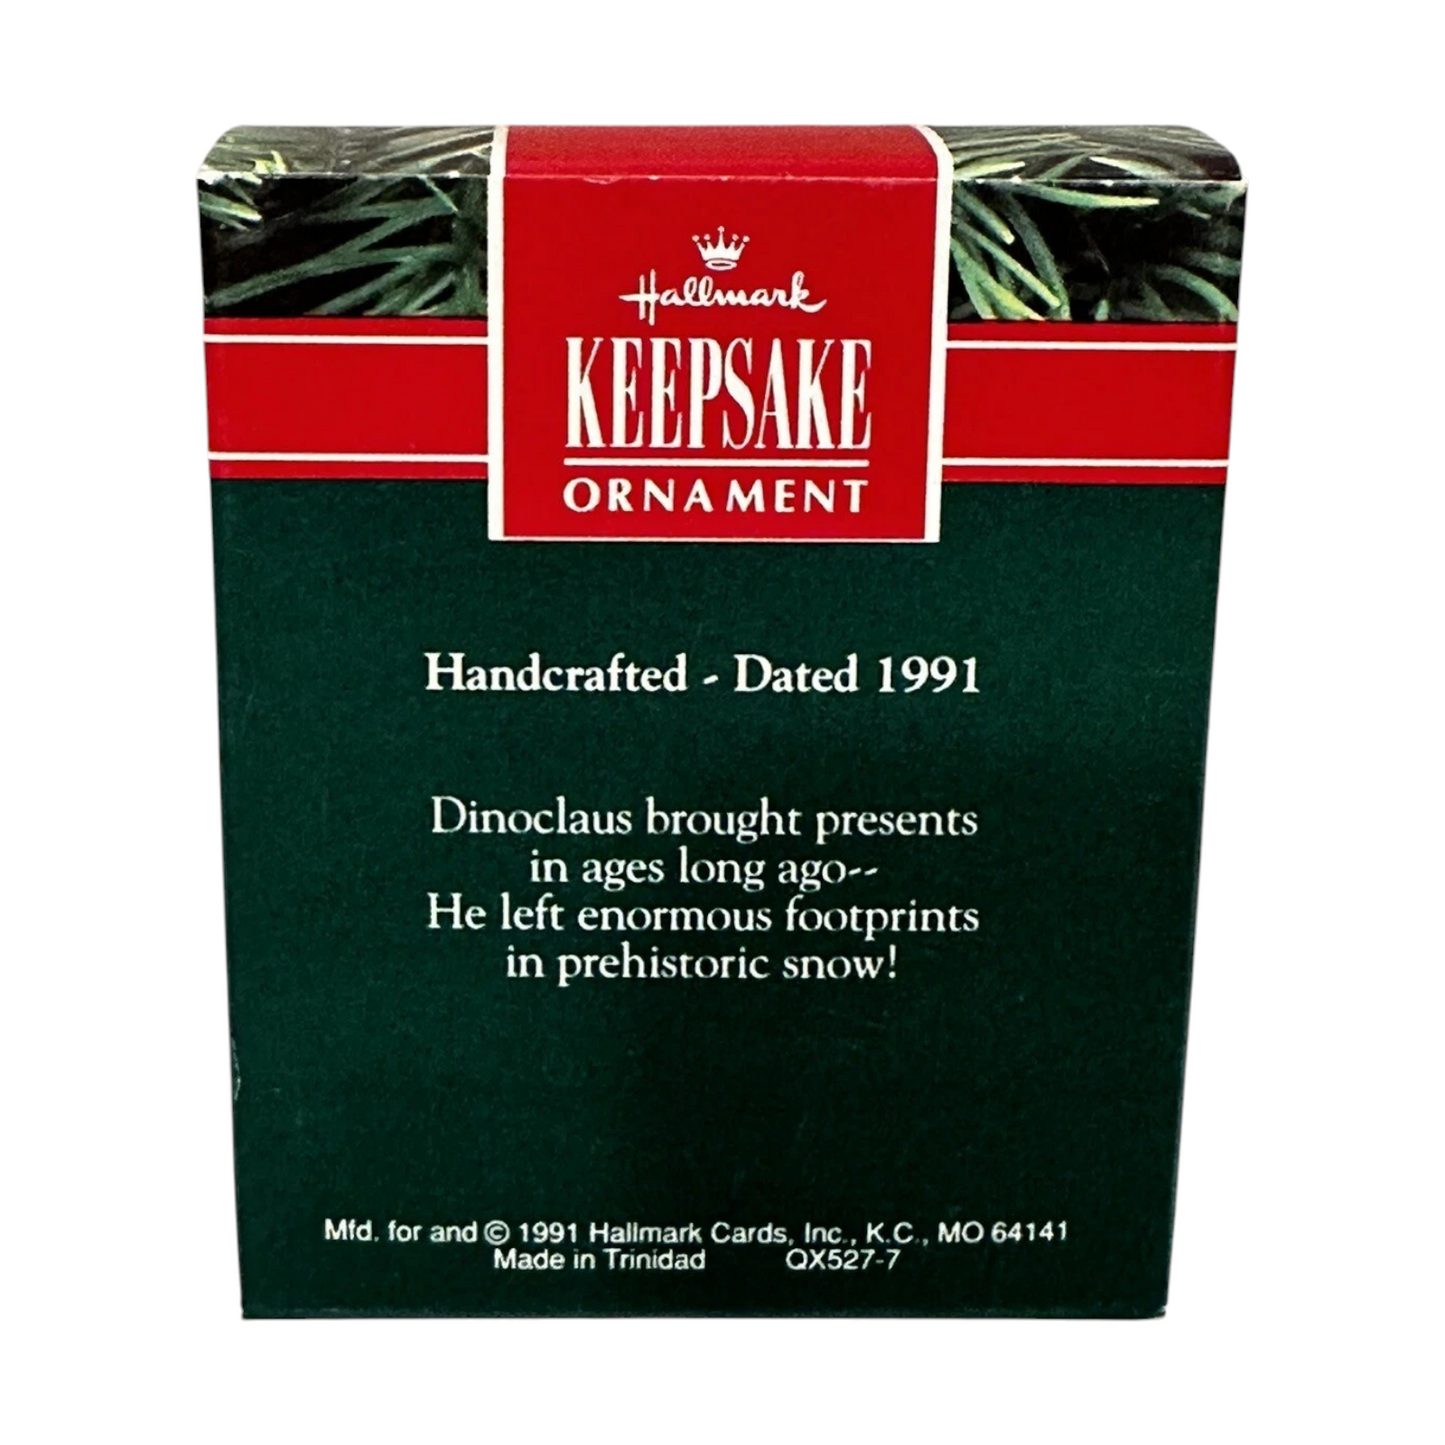 Hallmark
KEEPSAKE
ORNAMENT
Handcrafted - Dated 1991
Dinoclaus brought presents
in ages long ago--
He left enormous footprints
in prehistoric snow!
Mfd. for and © 1991 Hallmark Cards, Inc., K.C., MO 64141
Made in Trinidad QX527-7